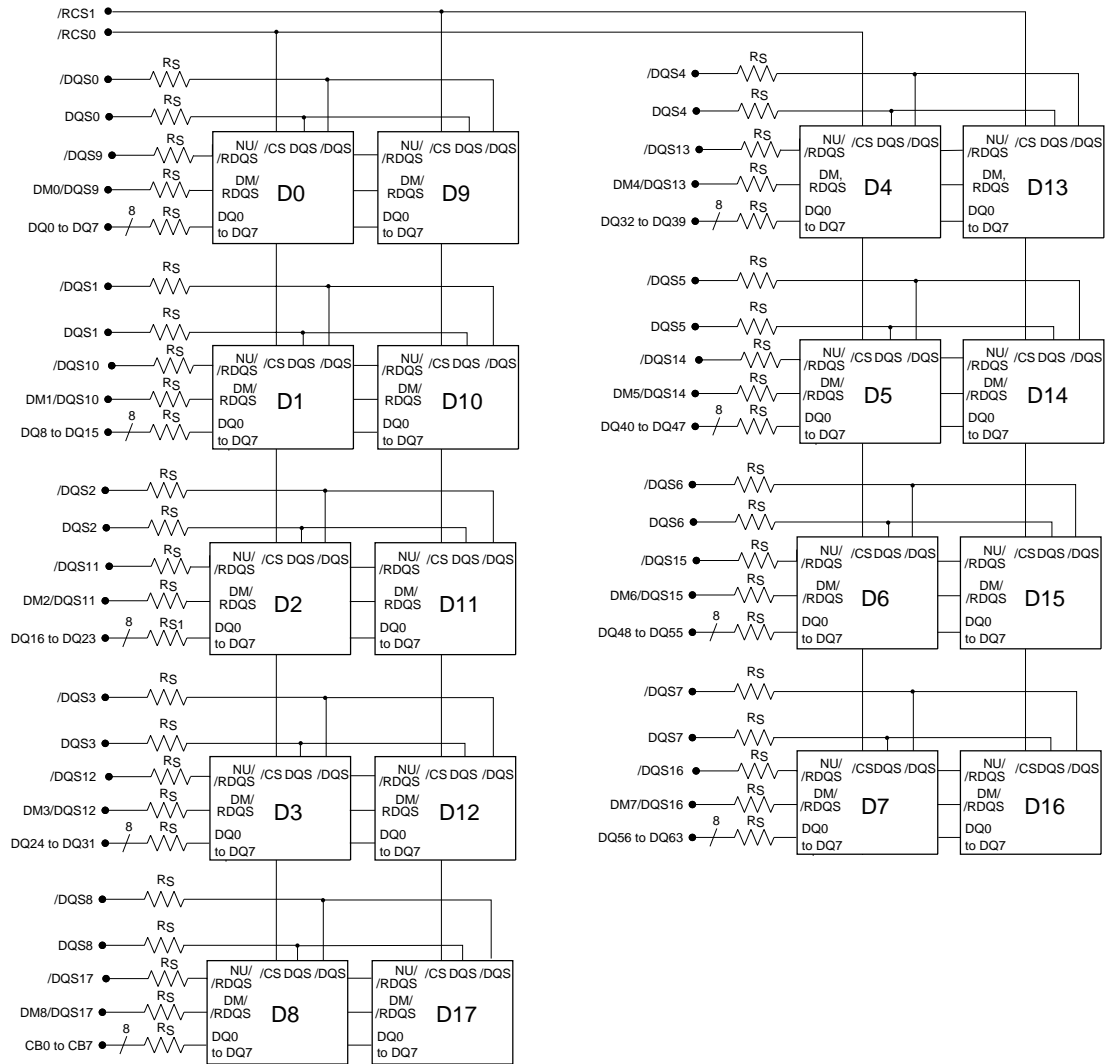 /RCS1
/RCS0
/DQS0 RS
DQS0 RS
/DQS9 RS
DM0/DQS9 RS
DQ0 to DQ7 8 RS
NU/ /CS DQS /DQS
/RDQS
DM/
RDQS
D0
DQ0
to DQ7
NU/ /CS DQS /DQS
/RDQS
DM/
RDQS
D9
DQ0
to DQ7
/DQS1 RS
DQS1 RS
/DQS10 RS
DM1/DQS10 RS
DQ8 to DQ15 8 RS
NU/ /CS DQS /DQS
/RDQS
DM/
RDQS
D1
DQ0
to DQ7
NU/ /CS DQS /DQS
/RDQS
DM/
/RDQS
D10
DQ0
to DQ7
/DQS2 RS
DQS2 RS
/DQS11 RS
DM2/DQS11 RS
DQ16 to DQ23 8 RS1
NU/ /CS DQS /DQS
/RDQS
DM/
RDQS
D2
DQ0
to DQ7
NU/ /CS DQS /DQS
/RDQS
DM/
/RDQS
D11
DQ0
to DQ7
/DQS3 RS
DQS3 RS
/DQS12 RS
DM3/DQS12 RS
DQ24 to DQ31 8 RS
NU/ /CS DQS /DQS
/RDQS
DM/
RDQS
D3
DQ0
to DQ7
NU/ /CS DQS /DQS
/RDQS
DM/
/RDQS
D12
DQ0
to DQ7
/DQS8 RS
DQS8 RS
/DQS17 RS
DM8/DQS17 RS
CB0 to CB7 8 RS
NU/ /CS DQS /DQS
/RDQS
DM/
/RDQS
D8
DQ0
to DQ7
NU/ /CS DQS /DQS
/RDQS
DM/
/RDQS
D17
DQ0
to DQ7
/DQS4 RS
DQS4 RS
/DQS13 RS
DM4/DQS13 RS
DQ32 to DQ39 8 RS
NU/ /CS DQS /DQS
/RDQS
DM,
RDQS
D4
DQ0
to DQ7
NU/ /CS DQS /DQS
/RDQS
DM,
RDQS
D13
DQ0
to DQ7
/DQS5 RS
DQS5 RS
/DQS14 RS
DM5/DQS14 RS
DQ40 to DQ47 8 RS
NU/ /CS DQS /DQS
/RDQS
DM/
/RDQS
D5
DQ0
to DQ7
NU/ /CS DQS /DQS
/RDQS
DM/
/RDQS
D14
DQ0
to DQ7
/DQS6 RS
DQS6 RS
/DQS15 RS
DM6/DQS15 RS
DQ48 to DQ55 8 RS
NU/ /CS DQS /DQS
/RDQS
DM/
/RDQS
D6
DQ0
to DQ7
NU/ /CS DQS /DQS
/RDQS
DM/
/RDQS
D15
DQ0
to DQ7
/DQS7 RS
DQS7 RS
/DQS16 RS
DM7/DQS16 RS
DQ56 to DQ63 8 RS
NU/ /CSDQS /DQS
/RDQS
DM/
/RDQS
D7
DQ0
to DQ7
NU/ /CSDQS /DQS
/RDQS
DM/
/RDQS
D16
DQ0
to DQ7